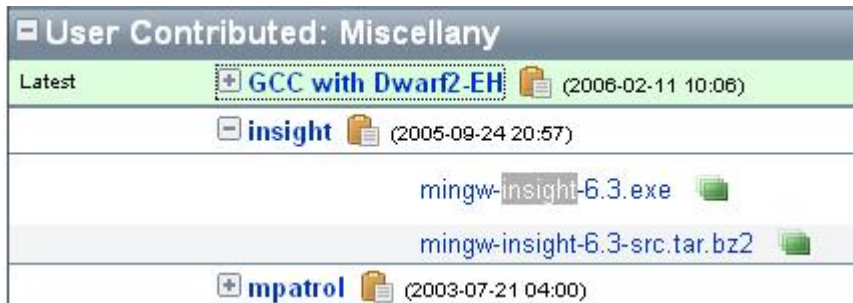 User Contributed: Miscellany
Latest GCC with Dwarf2-EH (2006-02-11 10:06)
insight (2005-09-24 20:57)
mingw-insight-6.3.exe
mingw-insight-6.3-src.tar.bz2
mpatrol (2003-07-21 04:00)